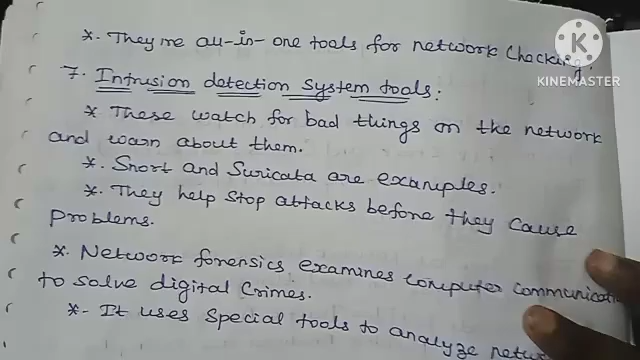 *. They're all-in-one tools for network Checking.
KINEMASTER
7. Intrusion detection System tools:
*. These watch for bad things on the network
and warn about them.
*. Snort and Suricata are examples.
*. They help stop attacks before they cause
problems.
*. Network forensics examines computer communicati
to solve digital Crimes.
*. It uses special tools to analyze netw